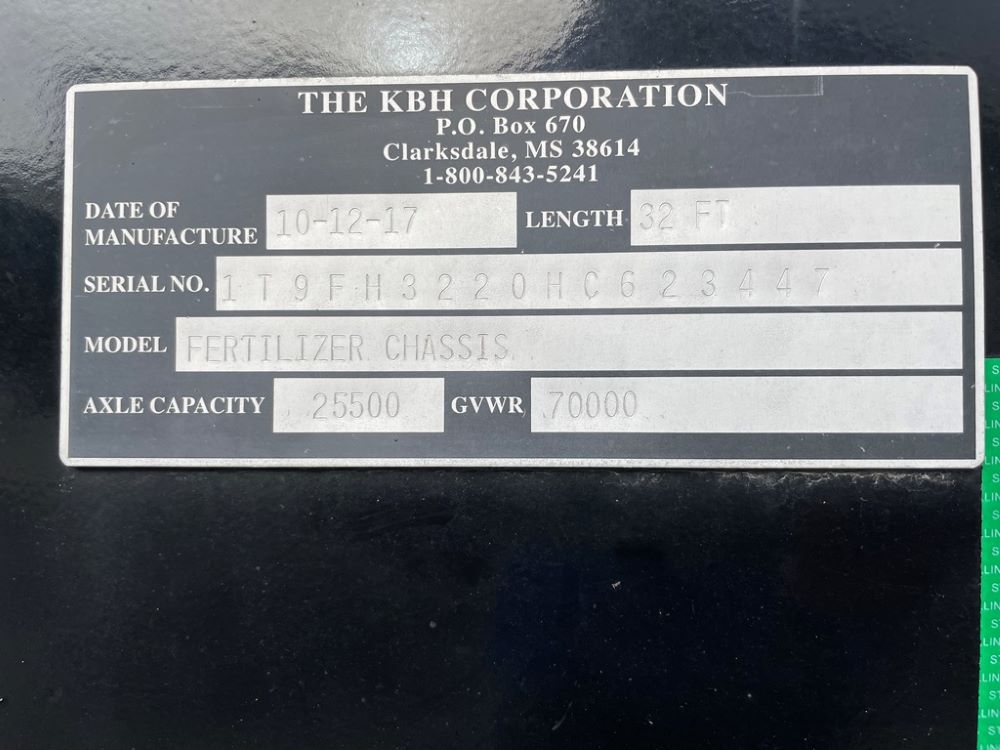 THE KBH CORPORATION
P.O. Box 670
Clarksdale, MS 38614
1-800-843-5241
DATE OF
MANUFACTURE 10-12-17 LENGTH 32 FT
SERIAL NO. 1T9FH3220HC623447
MODEL FERTILIZER CHASSIS
AXLE CAPACITY 25500 GVWR 70000